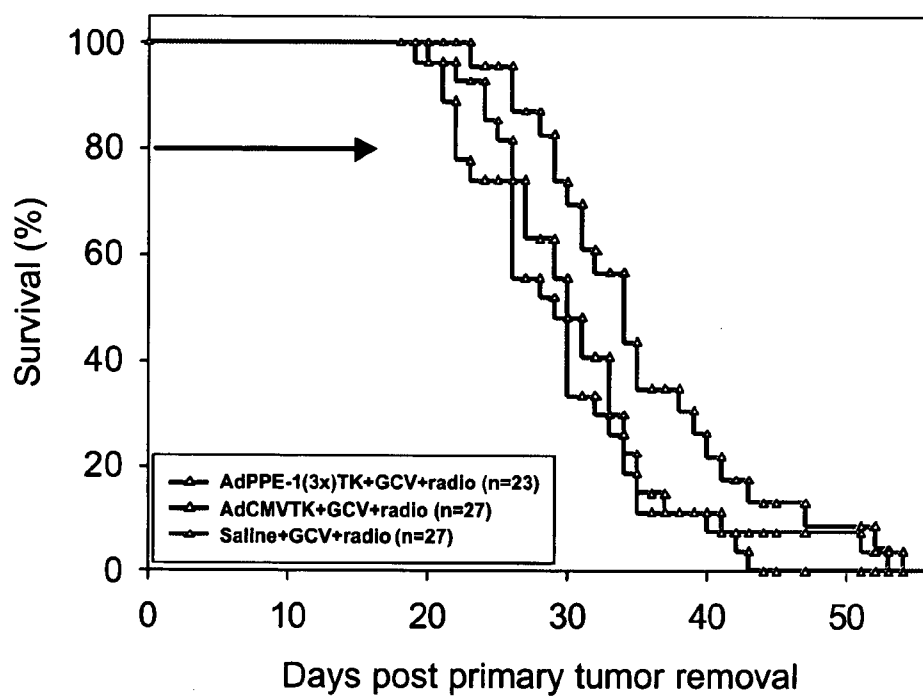 Survival (%)
100
80
60
40
20
0
AdPPE-1(3x)TK+GCV+radio (n=23)
AdCMVTK+GCV+radio (n=27)
Saline+GCV+radio (n=27)
0 20 30 40 50
Days post primary tumor removal